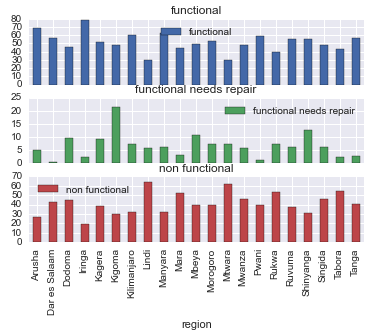 functional
80
70
60
50
40
30
20
10
0
functional
functional needs repair
25
20
15
10
5
0
functional needs repair
non functional
70
60
50
40
30
20
10
0
non functional
Arusha
Dar es Salaam
Dodoma
Iringa
Kagera
Kigoma
Kilimanjaro
Lindi
Manyara
Mara
Mbeya
Morogoro
Mtwara
Mwanza
Pwani
Rukwa
Ruvuma
Shinyanga
Singida
Tabora
Tanga
region